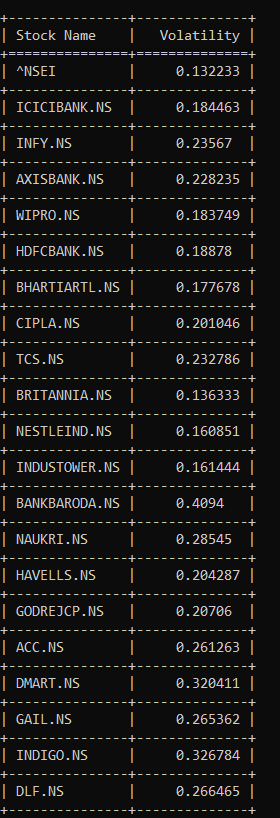 Stock Name Volatility
^NSEI 0.132233
ICICIBANK.NS 0.184463
INFY.NS 0.23567
AXISBANK.NS 0.228235
WIPRO.NS 0.183749
HDFCBANK.NS 0.18878
BHARTIARTL.NS 0.177678
CIPLA.NS 0.201046
TCS.NS 0.232786
BRITANNIA.NS 0.136333
NESTLEIND.NS 0.160851
INDUSTOWER.NS 0.161444
BANKBARODA.NS 0.4094
NAUKRI.NS 0.28545
HAVELLS.NS 0.204287
GODREJCP.NS 0.20706
ACC.NS 0.261263
DMART.NS 0.320411
GAIL.NS 0.265362
INDIGO.NS 0.326784
DLF.NS 0.266465